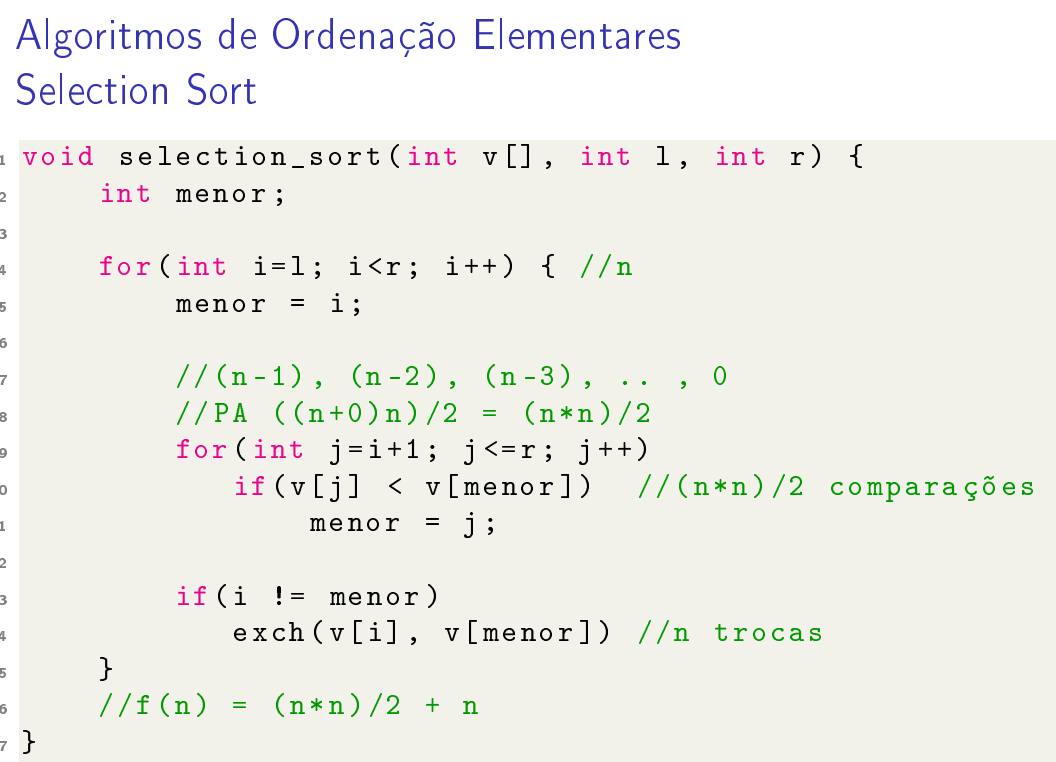 Algoritmos de Ordenação Elementares
Selection Sort
1 void selection_sort(int v[], int l, int r) {
2 int menor;
3
4 for(int i=l; i<r; i++) { //n
5 menor = i;
6
7 //(n-1), (n-2), (n-3), .. , 0
8 //PA ((n+0)n)/2 = (n*n)/2
9 for(int j=i+1; j<=r; j++)
0 if(v[j] < v[menor]) //(n*n)/2 comparações
1 menor = j;
2
3 if(i != menor)
4 exch(v[i], v[menor]) //n trocas
5 }
6 //f(n) = (n*n)/2 + n
7 }